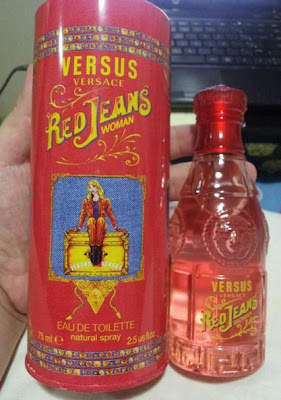 VERSUS
VERSACE
RED JEANS
WOMAN
EAU DE TOILETTE
75 ml e natural spray 2.5 us fl.oz
VERSUS
VERSACE
RED JEANS